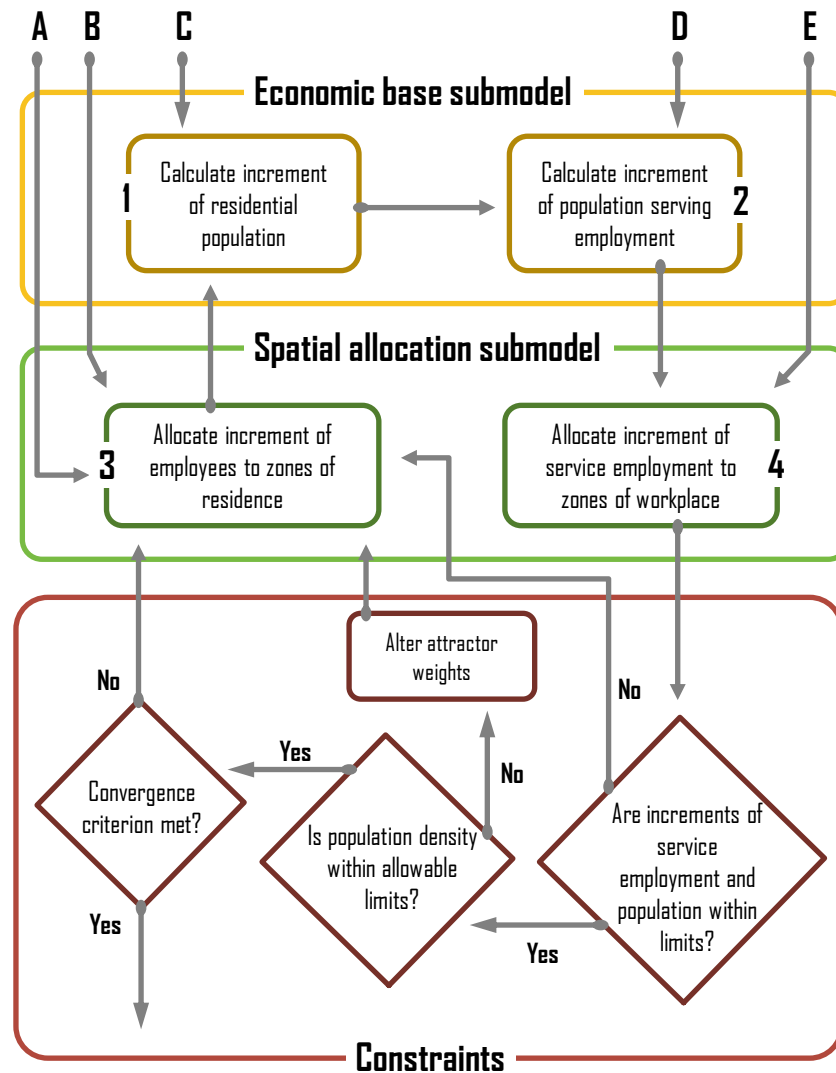 A B C D E
Economic base submodel
1
Calculate increment
of residential
population
Calculate increment
of population serving
employment
2
Spatial allocation submodel
3
Allocate increment of
employees to zones of
residence
Allocate increment of
service employment to
zones of workplace
4
Alter attractor
weights
No
No
Yes
No
Convergence
criterion met?
Is population density
within allowable
limits?
Are increments of
service
employment and
population within
limits?
Yes
Yes
Constraints